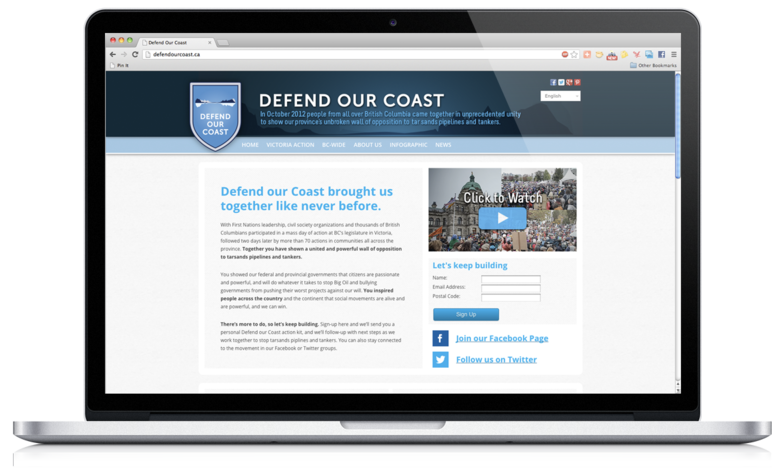 Defend Our Coast
defendourcoast.ca
Pin It
Other Bookmarks
DEFEND
OUR
COAST
DEFEND OUR COAST
In October 2012 people from all over British Columbia came together in unprecedented unity
to show our province's unbroken wall of opposition to tar sands pipelines and tankers.
English
HOME VICTORIA ACTION BC-WIDE ABOUT US INFOGRAPHIC NEWS
Defend our Coast brought us
together like never before.
With First Nations leadership, civil society organizations and thousands of British
Columbians participated in a mass day of action at BC's legislature in Victoria,
followed two days later by more than 70 actions in communities all across the
province. Together you have shown a united and powerful wall of opposition
to tarsands pipelines and tankers.
You showed our federal and provincial governments that citizens are passionate
and powerful, and will do whatever it takes to stop Big Oil and bullying
governments from pushing their worst projects against our will. You inspired
people across the country and the continent that social movements are alive and
are powerful, and we can win.
There's more to do, so let's keep building. Sign-up here and we'll send you a
personal Defend our Coast action kit, and we'll follow-up with next steps as we
work together to stop tarsands piplines and tankers. You can also stay connected
to the movement in our Facebook or Twitter groups.
Click to Watch
Let's keep building
Name:
Email Address:
Postal Code:
Sign Up
Join our Facebook Page
Follow us on Twitter